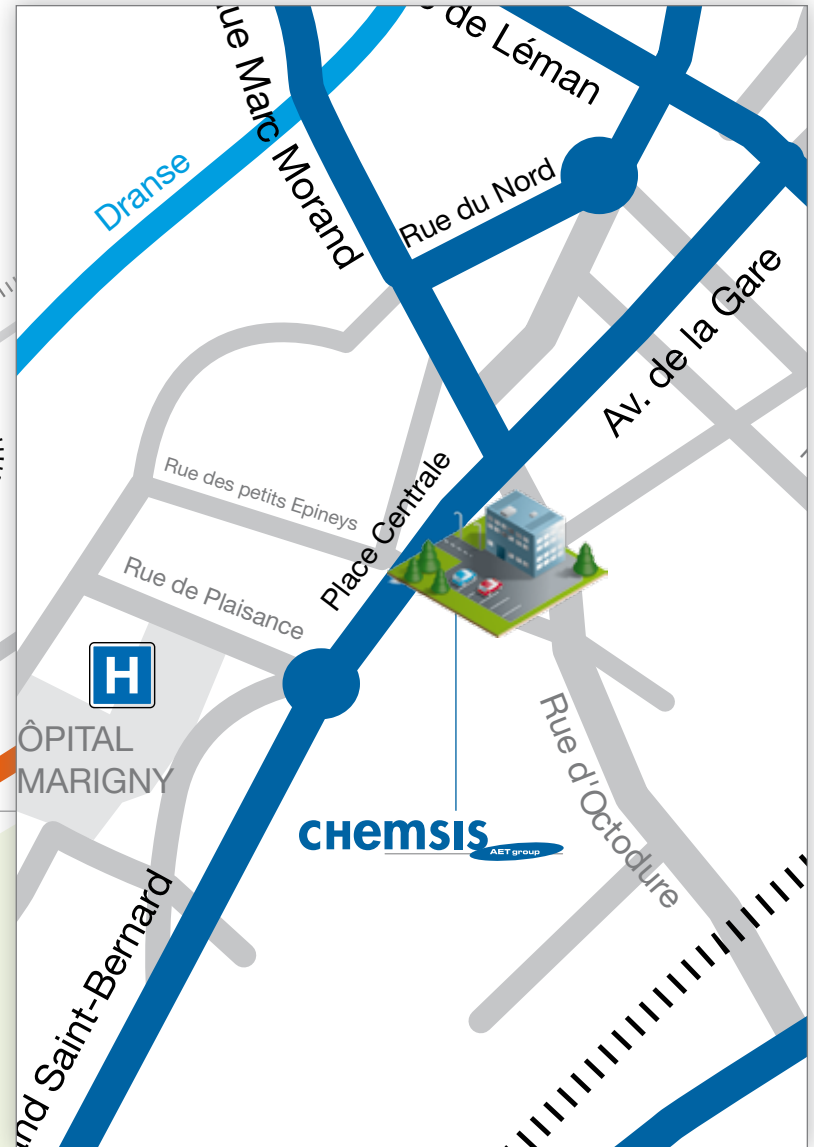 ue Marc Morand
de Léman
Dranse
Rue du Nord
Av. de la Gare
Rue des petits Epineys
Place Centrale
Rue de Plaisance
H
ÔPITAL
MARIGNY
Rue d'Octodure
CHEMSIS
AET group
nd Saint-Bernard